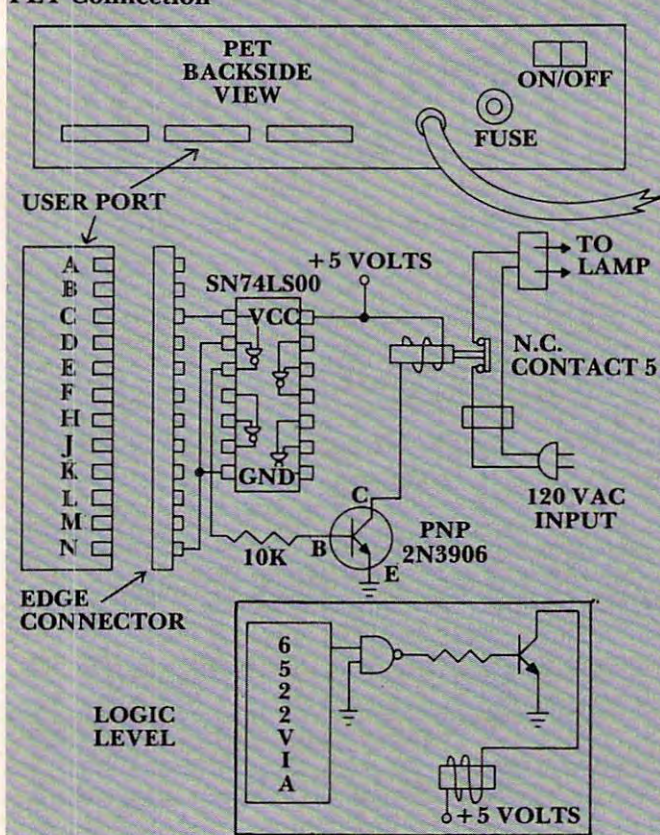 PET Connection
PET
BACKSIDE
VIEW
ON/OFF
FUSE
USER PORT
A
B
C
D
E
F
H
J
K
L
M
N
EDGE
CONNECTOR
SN74LS00
VCC
GND
+5 VOLTS
TO
LAMP
N.C.
CONTACT 5
120 VAC
INPUT
10K
B
C
E
PNP
2N3906
LOGIC
LEVEL
6
5
2
2
V
I
A
+5 VOLTS